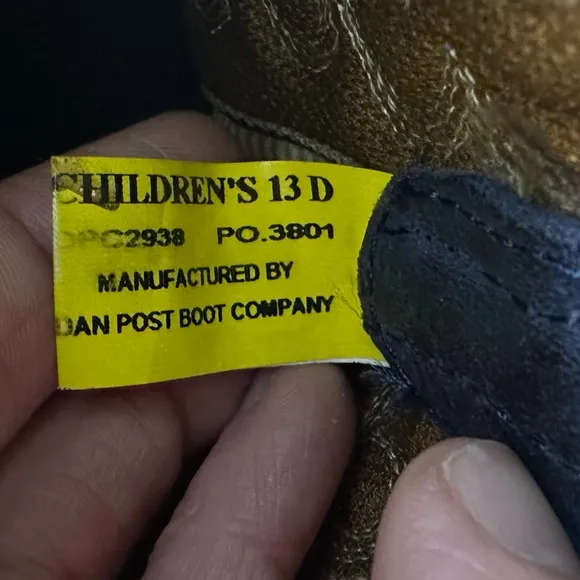 CHILDREN'S 13 D
DPC2938 PO.3801
MANUFACTURED BY
DAN POST BOOT COMPANY